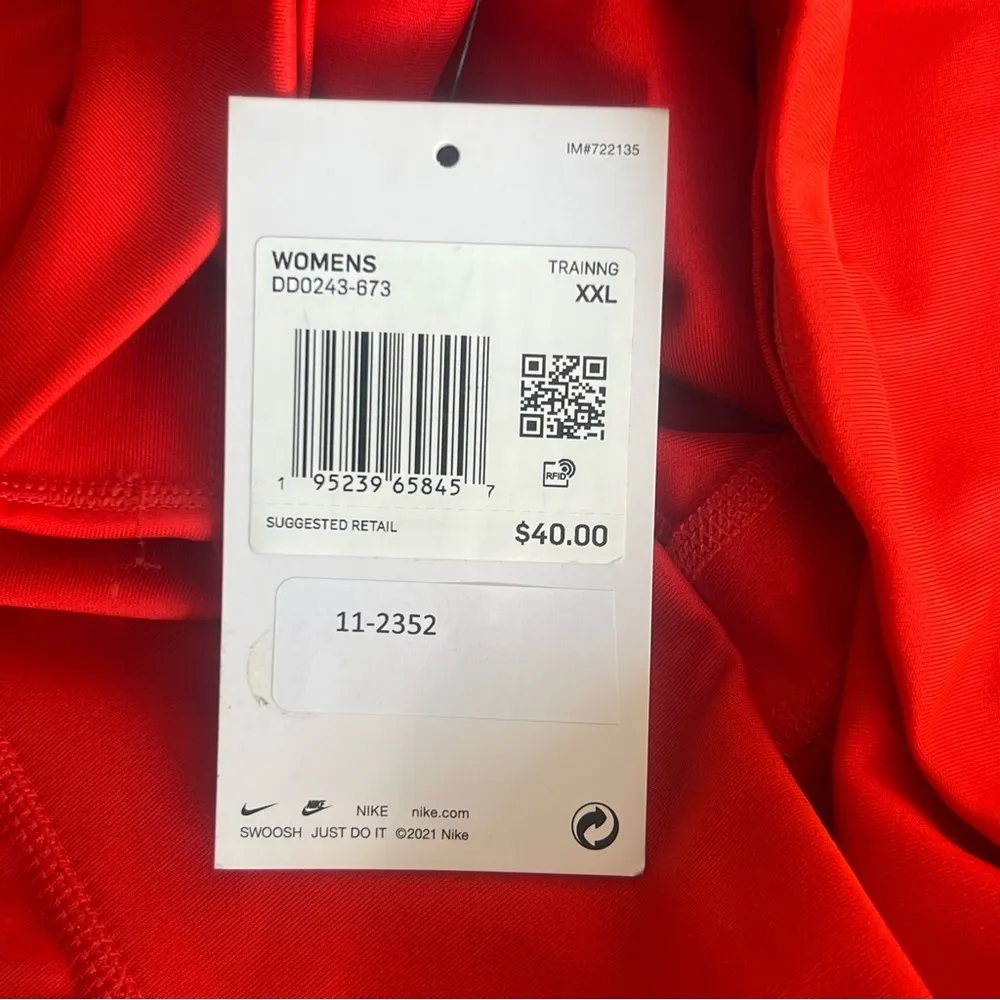 IM#722135
WOMENS
TRAINNG
DD0243-673
XXL
RFID
1 95239 65845 7
SUGGESTED RETAIL
$40.00
11-2352
NIKE NIKE nike.com
SWOOSH JUST DO IT ©2021 Nike